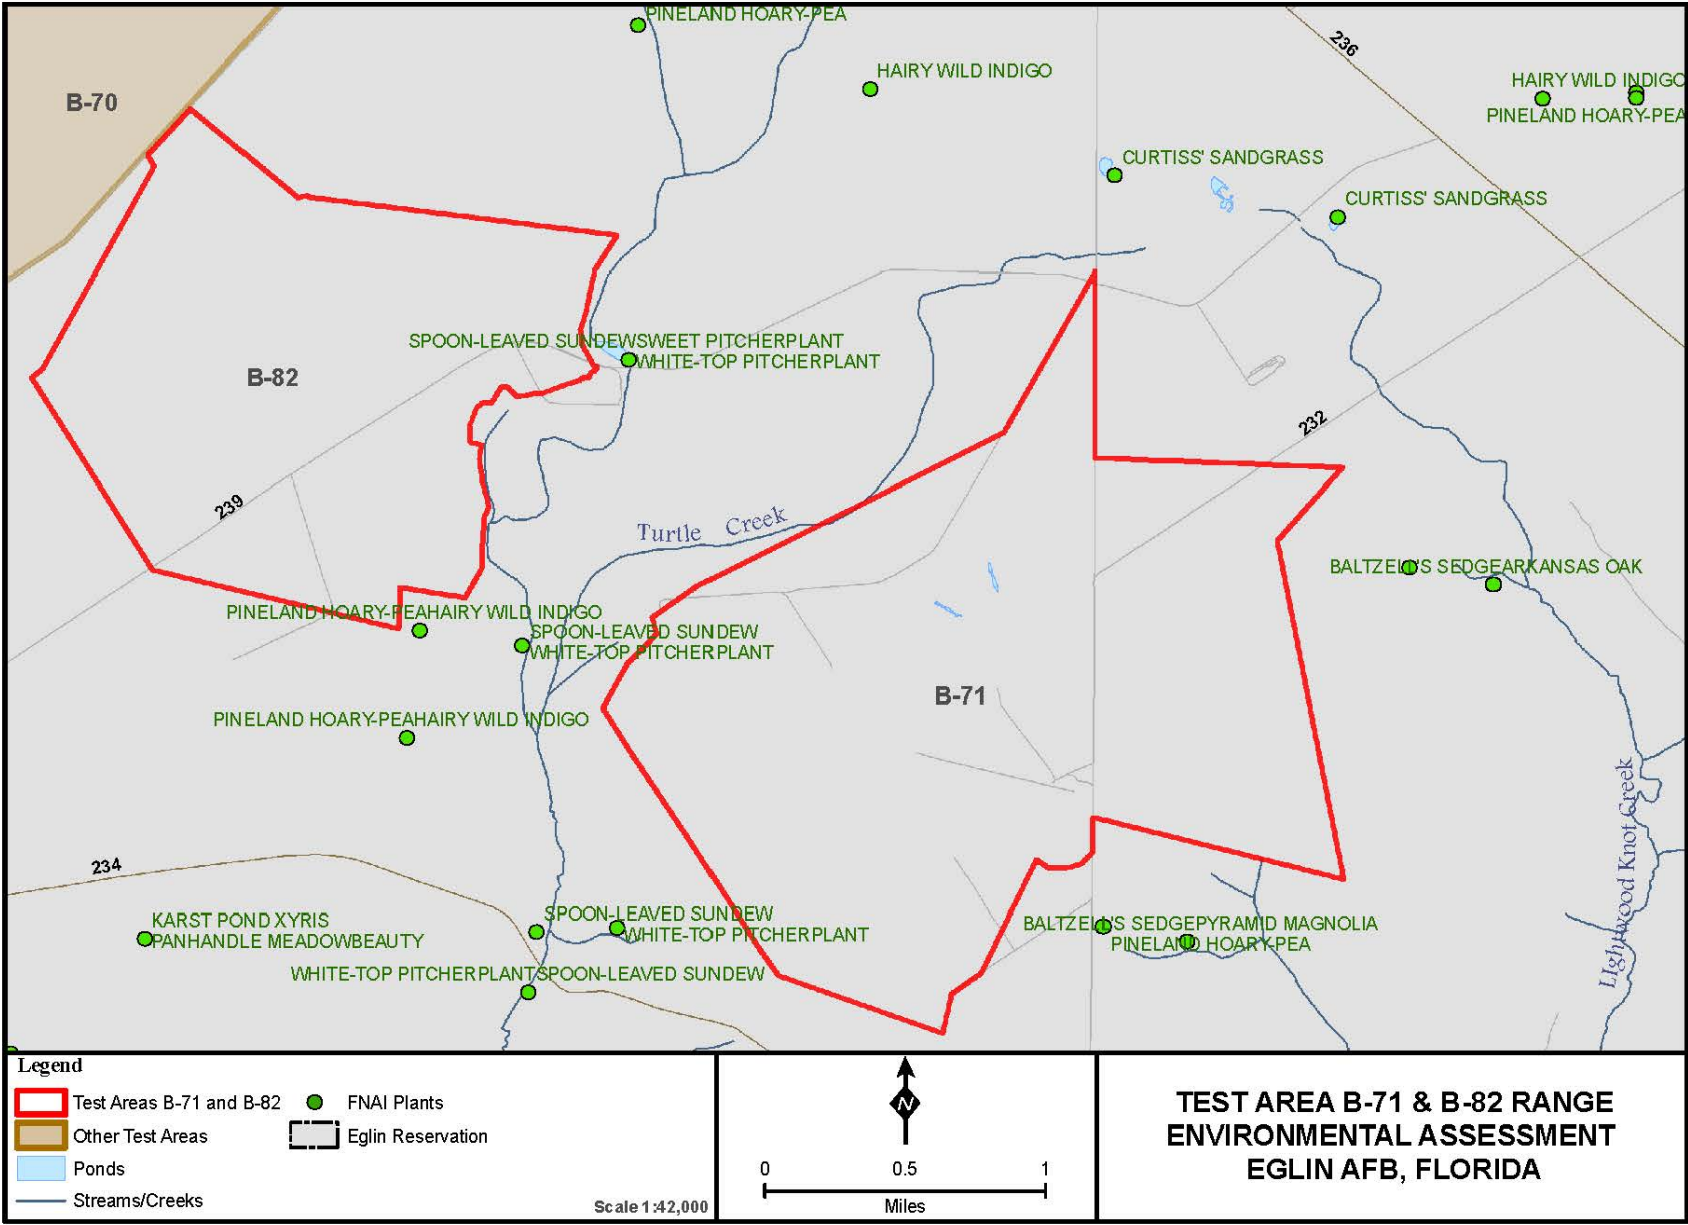 PINELAND HOARY-PEA
236
HAIRY WILD INDIGO
HAIRY WILD INDIGO
B-70
PINELAND HOARY-PEA
CURTISS' SANDGRASS
CURTISS' SANDGRASS
SPOON-LEAVED SUNDEWSWEET PITCHERPLANT
WHITE-TOP PITCHERPLANT
B-82
232
239
Turtle Creek
BALTZELL'S SEDGEARKANSAS OAK
PINELAND HOARY-PEAHAIRY WILD INDIGO
SPOON-LEAVED SUNDEW
WHITE-TOP PITCHERPLANT
B-71
PINELAND HOARY-PEAHAIRY WILD INDIGO
Lightwood Knot Creek
234
KARST POND XYRIS
PANHANDLE MEADOWBEAUTY
SPOON-LEAVED SUNDEW
WHITE-TOP PITCHERPLANT
BALTZELL'S SEDGEPYRAMID MAGNOLIA
PINELAND HOARY-PEA
WHITE-TOP PITCHERPLANTSPOON-LEAVED SUNDEW
Legend
Test Areas B-71 and B-82
FNAI Plants
Other Test Areas
Eglin Reservation
Ponds
Streams/Creeks
Scale 1:42,000
N
0 0.5 1
Miles
TEST AREA B-71 & B-82 RANGE
ENVIRONMENTAL ASSESSMENT
EGLIN AFB, FLORIDA